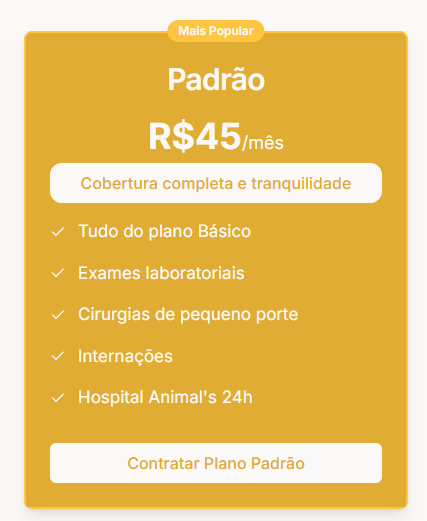 Mais Popular
Padrão
R$45/mês
Cobertura completa e tranquilidade
Tudo do plano Básico
Exames laboratoriais
Cirurgias de pequeno porte
Internações
Hospital Animal's 24h
Contratar Plano Padrão